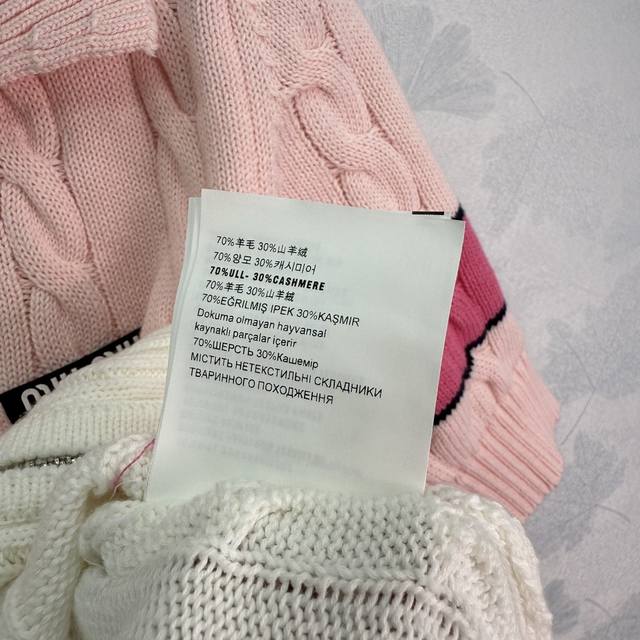 70%羊毛 30%山羊绒
70%양모 30%캐시미어
70%ULL- 30%CASHMERE
70%羊毛 30%山羊絨
70%EĞRILMIŞ IPEK 30%KAŞMIR
Dokuma olmayan hayvansal
kaynaklı parçalar içerir
70%ШЕРСТЬ 30%Кашемір
МІСТИТЬ НЕТЕКСТИЛЬНІ СКЛАДНИКИ
ТВАРИННОГО ПОХОДЖЕННЯ